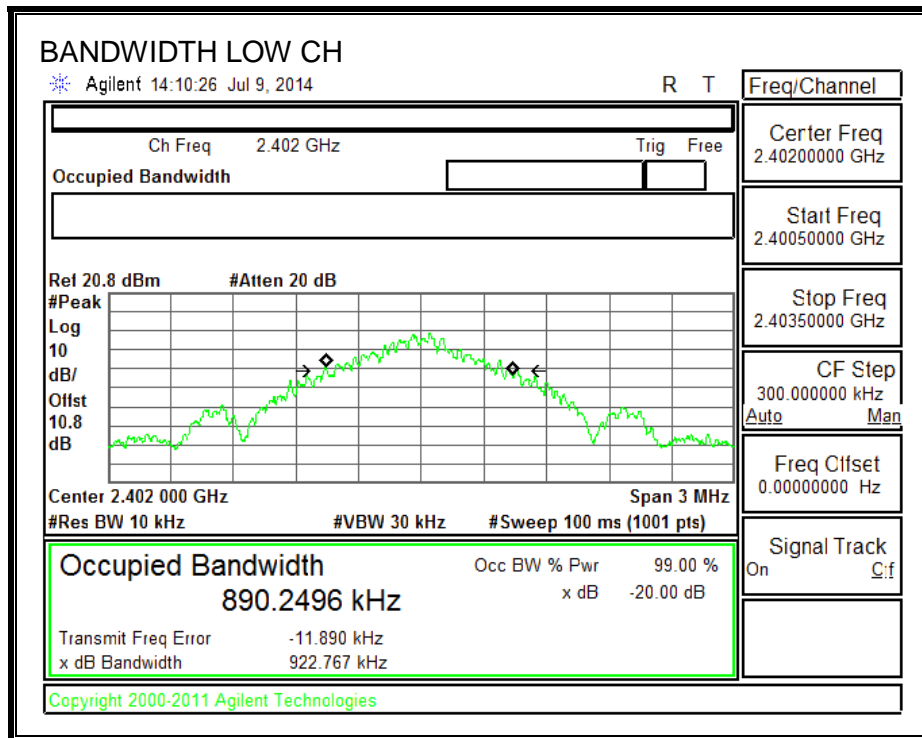 BANDWIDTH LOW CH
Agilent 14:10:26 Jul 9, 2014 R T
Freq/Channel
Ch Freq 2.402 GHz Trig Free
Occupied Bandwidth
Center Freq
2.40200000 GHz
Start Freq
2.40050000 GHz
Stop Freq
2.40350000 GHz
CF Step
300.000000 kHz
Auto Man
Freq Offset
0.00000000 Hz
Signal Track
On Off
Ref 20.8 dBm #Atten 20 dB
#Peak
Log
10
dB/
Offst
10.8
dB
Center 2.402 000 GHz Span 3 MHz
#Res BW 10 kHz #VBW 30 kHz #Sweep 100 ms (1001 pts)
Occupied Bandwidth
890.2496 kHz
Occ BW % Pwr 99.00 %
x dB -20.00 dB
Transmit Freq Error -11.890 kHz
x dB Bandwidth 922.767 kHz
Copyright 2000-2011 Agilent Technologies